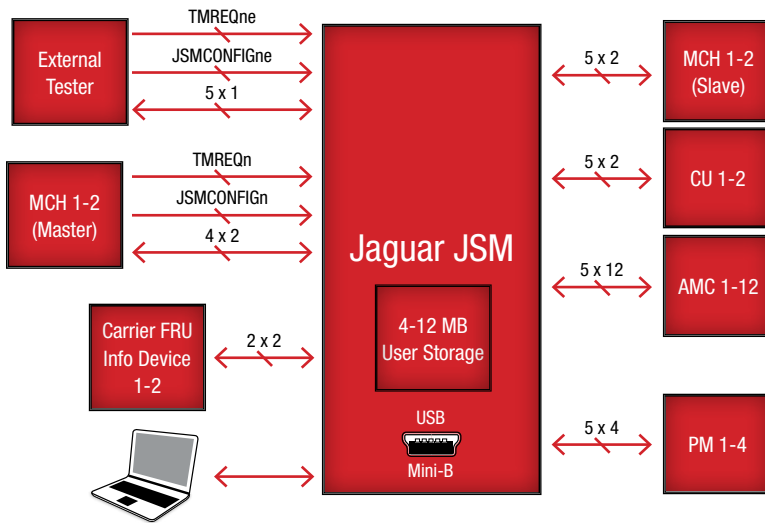 TMREQne
External
Tester
JSMCONFIGne
5 x 1
TMREQn
MCH 1-2
(Master)
JSMCONFIGn
4 x 2
Carrier FRU
Info Device
1-2
2 x 2
Jaguar JSM
4-12 MB
User Storage
USB
Mini-B
5 x 2
MCH 1-2
(Slave)
5 x 2
CU 1-2
5 x 12
AMC 1-12
5 x 4
PM 1-4